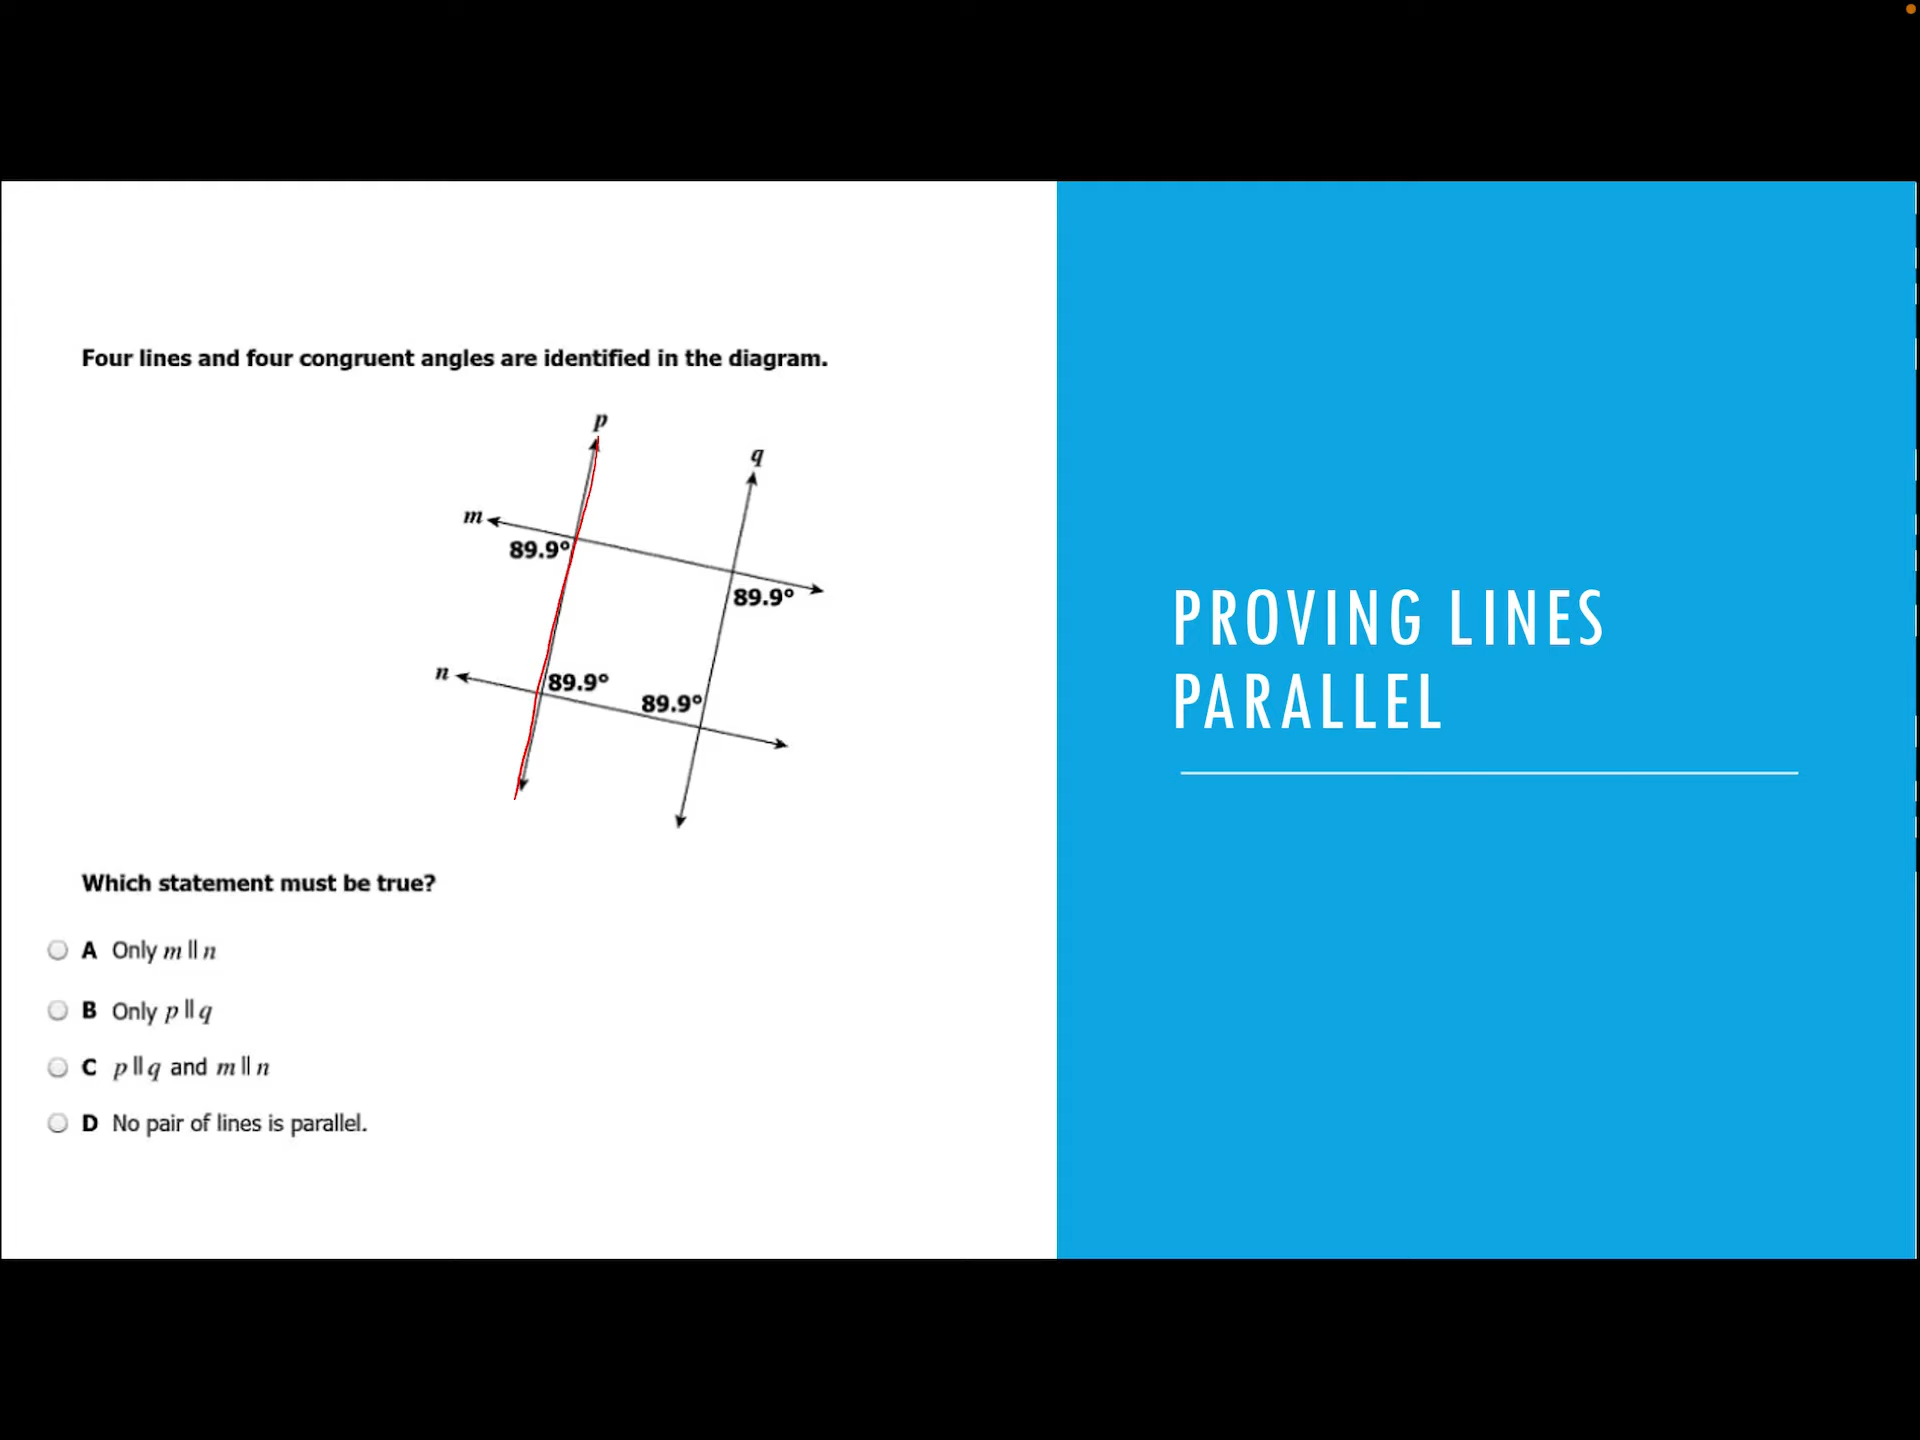 Four lines and four congruent angles are identified in the diagram.
p
q
m
89.9°
89.9°
n
89.9°
89.9°
Which statement must be true?
A Only m || n
B Only p || q
C p || q and m || n
D No pair of lines is parallel.
PROVING LINES
PARALLEL